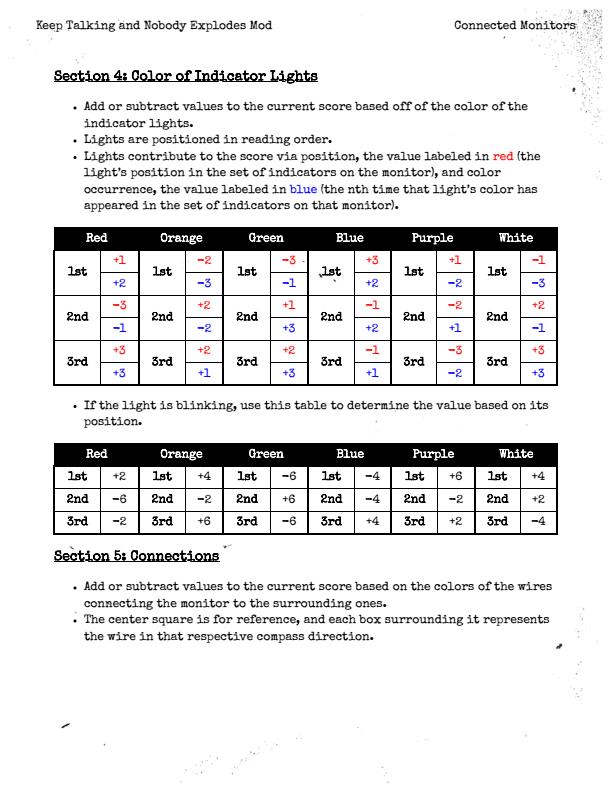 Keep Talking and Nobody Explodes Mod Connected Monitors
Section 4: Color of Indicator Lights
• Add or subtract values to the current score based off of the color of the
indicator lights.
• Lights are positioned in reading order.
• Lights contribute to the score via position, the value labeled in red (the
light's position in the set of indicators on the monitor), and color
occurrence, the value labeled in blue (the nth time that light's color has
appeared in the set of indicators on that monitor).
Red Orange Green Blue Purple White
+1 -2 -3 +3 +1 -1
1st 1st 1st 1st 1st 1st
+2 -3 -1 +2 -2 -3
-3 +2 +1 -1 -2 +2
2nd 2nd 2nd 2nd 2nd 2nd
-1 -2 +3 +2 +1 -1
+3 +2 +2 -1 -3 +3
3rd 3rd 3rd 3rd 3rd 3rd
+3 +1 +3 +1 -2 +3
• If the light is blinking, use this table to determine the value based on its
position.
Red Orange Green Blue Purple White
1st +2 1st +4 1st -6 1st -4 1st +6 1st +4
2nd -6 2nd -2 2nd +6 2nd -4 2nd -2 2nd +2
3rd -2 3rd +6 3rd -6 3rd +4 3rd +2 3rd -4
Section 5: Connections
• Add or subtract values to the current score based on the colors of the wires
connecting the monitor to the surrounding ones.
• The center square is for reference, and each box surrounding it represents
the wire in that respective compass direction.